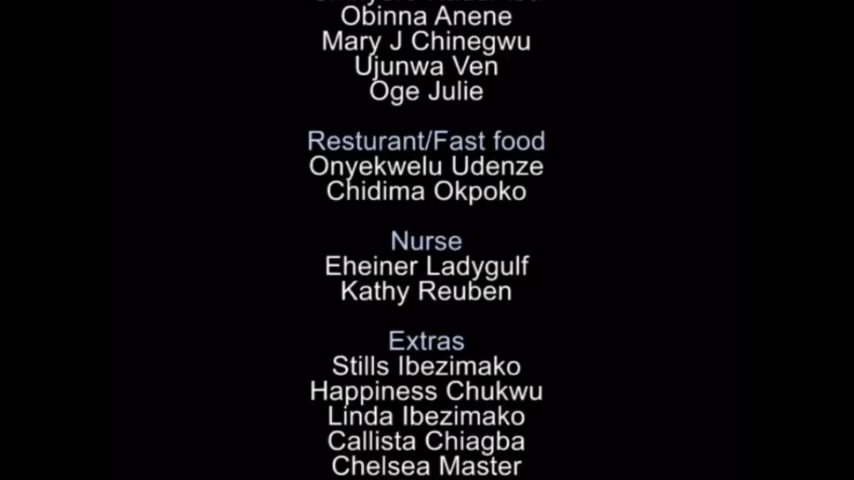 Obinna Anene
Mary J Chinegwu
Ujunwa Ven
Oge Julie
Resturant/Fast food
Onyekwelu Udenze
Chidima Okpoko
Nurse
Eheiner Ladygulf
Kathy Reuben
Extras
Stills Ibezimako
Happiness Chukwu
Linda Ibezimako
Callista Chiagba
Chelsea Master